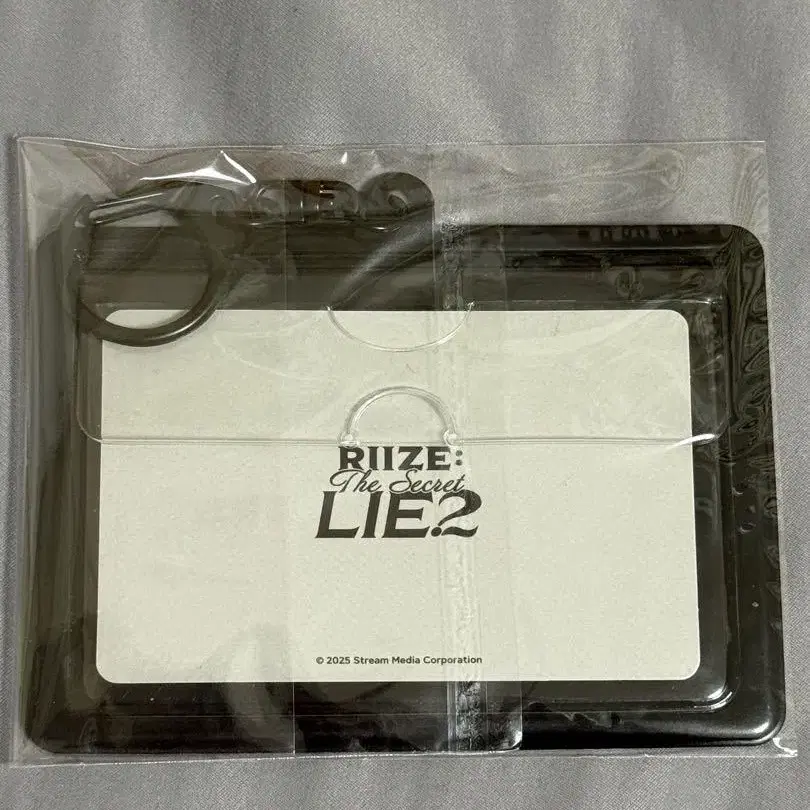 RIIZE:
The Secret
LIE.2
© 2025 Stream Media Corporation